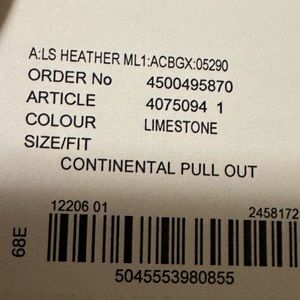 A:LS HEATHER ML1:ACBGX:05290
ORDER No 4500495870
ARTICLE 4075094 1
COLOUR LIMESTONE
SIZE/FIT
CONTINENTAL PULL OUT
12206 01 2458172
68E
5045553980855